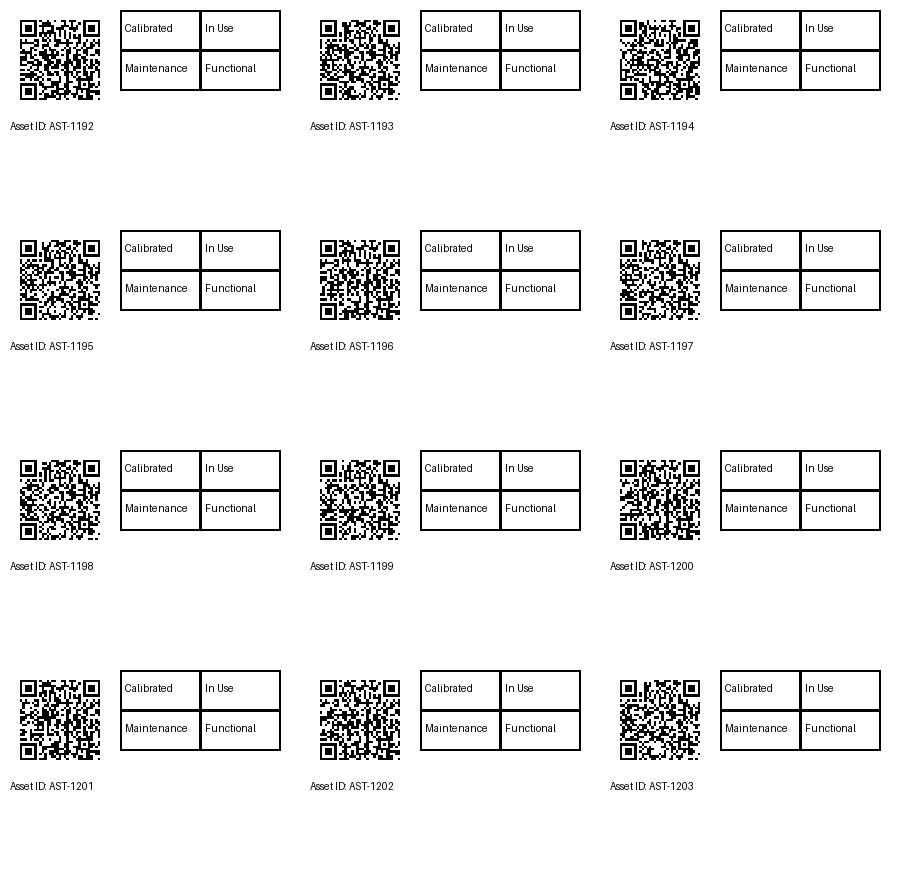 Calibrated In Use Calibrated In Use Calibrated In Use
Maintenance Functional Maintenance Functional Maintenance Functional
Asset ID: AST-1192 Asset ID: AST-1193 Asset ID: AST-1194
Calibrated In Use Calibrated In Use Calibrated In Use
Maintenance Functional Maintenance Functional Maintenance Functional
Asset ID: AST-1195 Asset ID: AST-1196 Asset ID: AST-1197
Calibrated In Use Calibrated In Use Calibrated In Use
Maintenance Functional Maintenance Functional Maintenance Functional
Asset ID: AST-1198 Asset ID: AST-1199 Asset ID: AST-1200
Calibrated In Use Calibrated In Use Calibrated In Use
Maintenance Functional Maintenance Functional Maintenance Functional
Asset ID: AST-1201 Asset ID: AST-1202 Asset ID: AST-1203